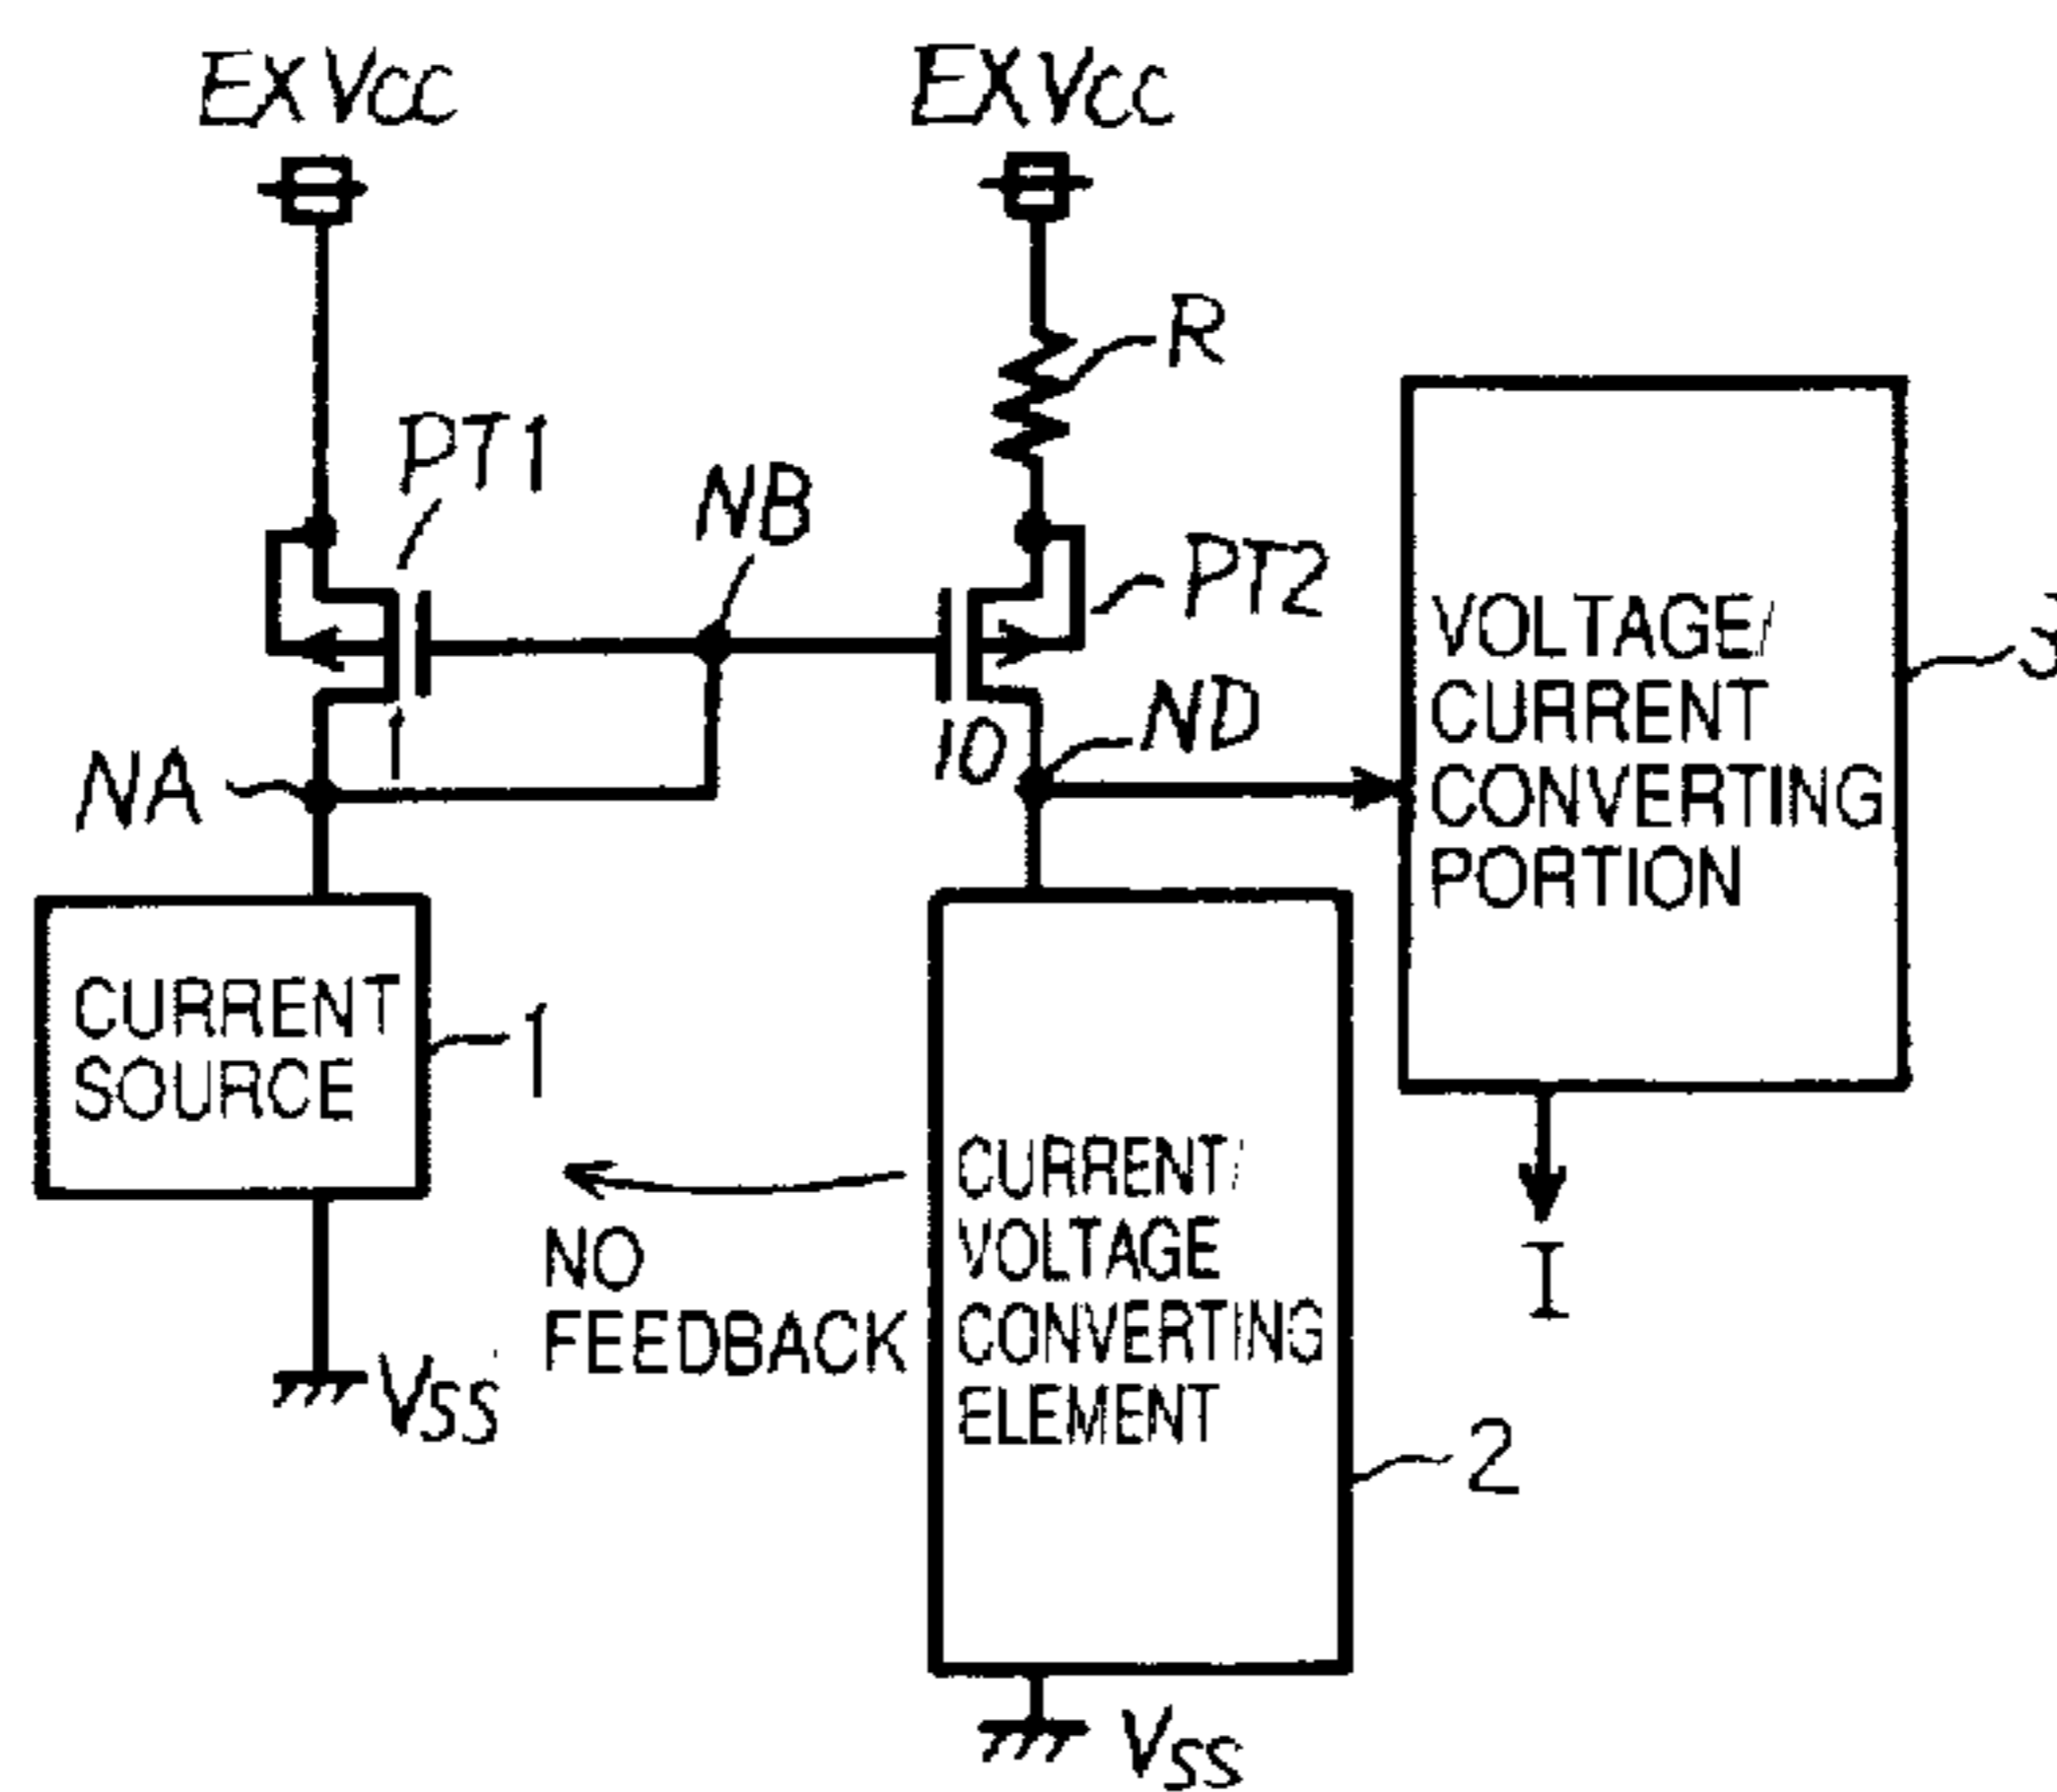 EXVCC
EXVCC
R
PT1
NB
PT2
VOLTAGE/
CURRENT
CONVERTING
PORTION
3
ND
1
10
NA
CURRENT
SOURCE
1
CURRENT/
VOLTAGE
CONVERTING
ELEMENT
NO
FEEDBACK
I
VSS
2
VSS